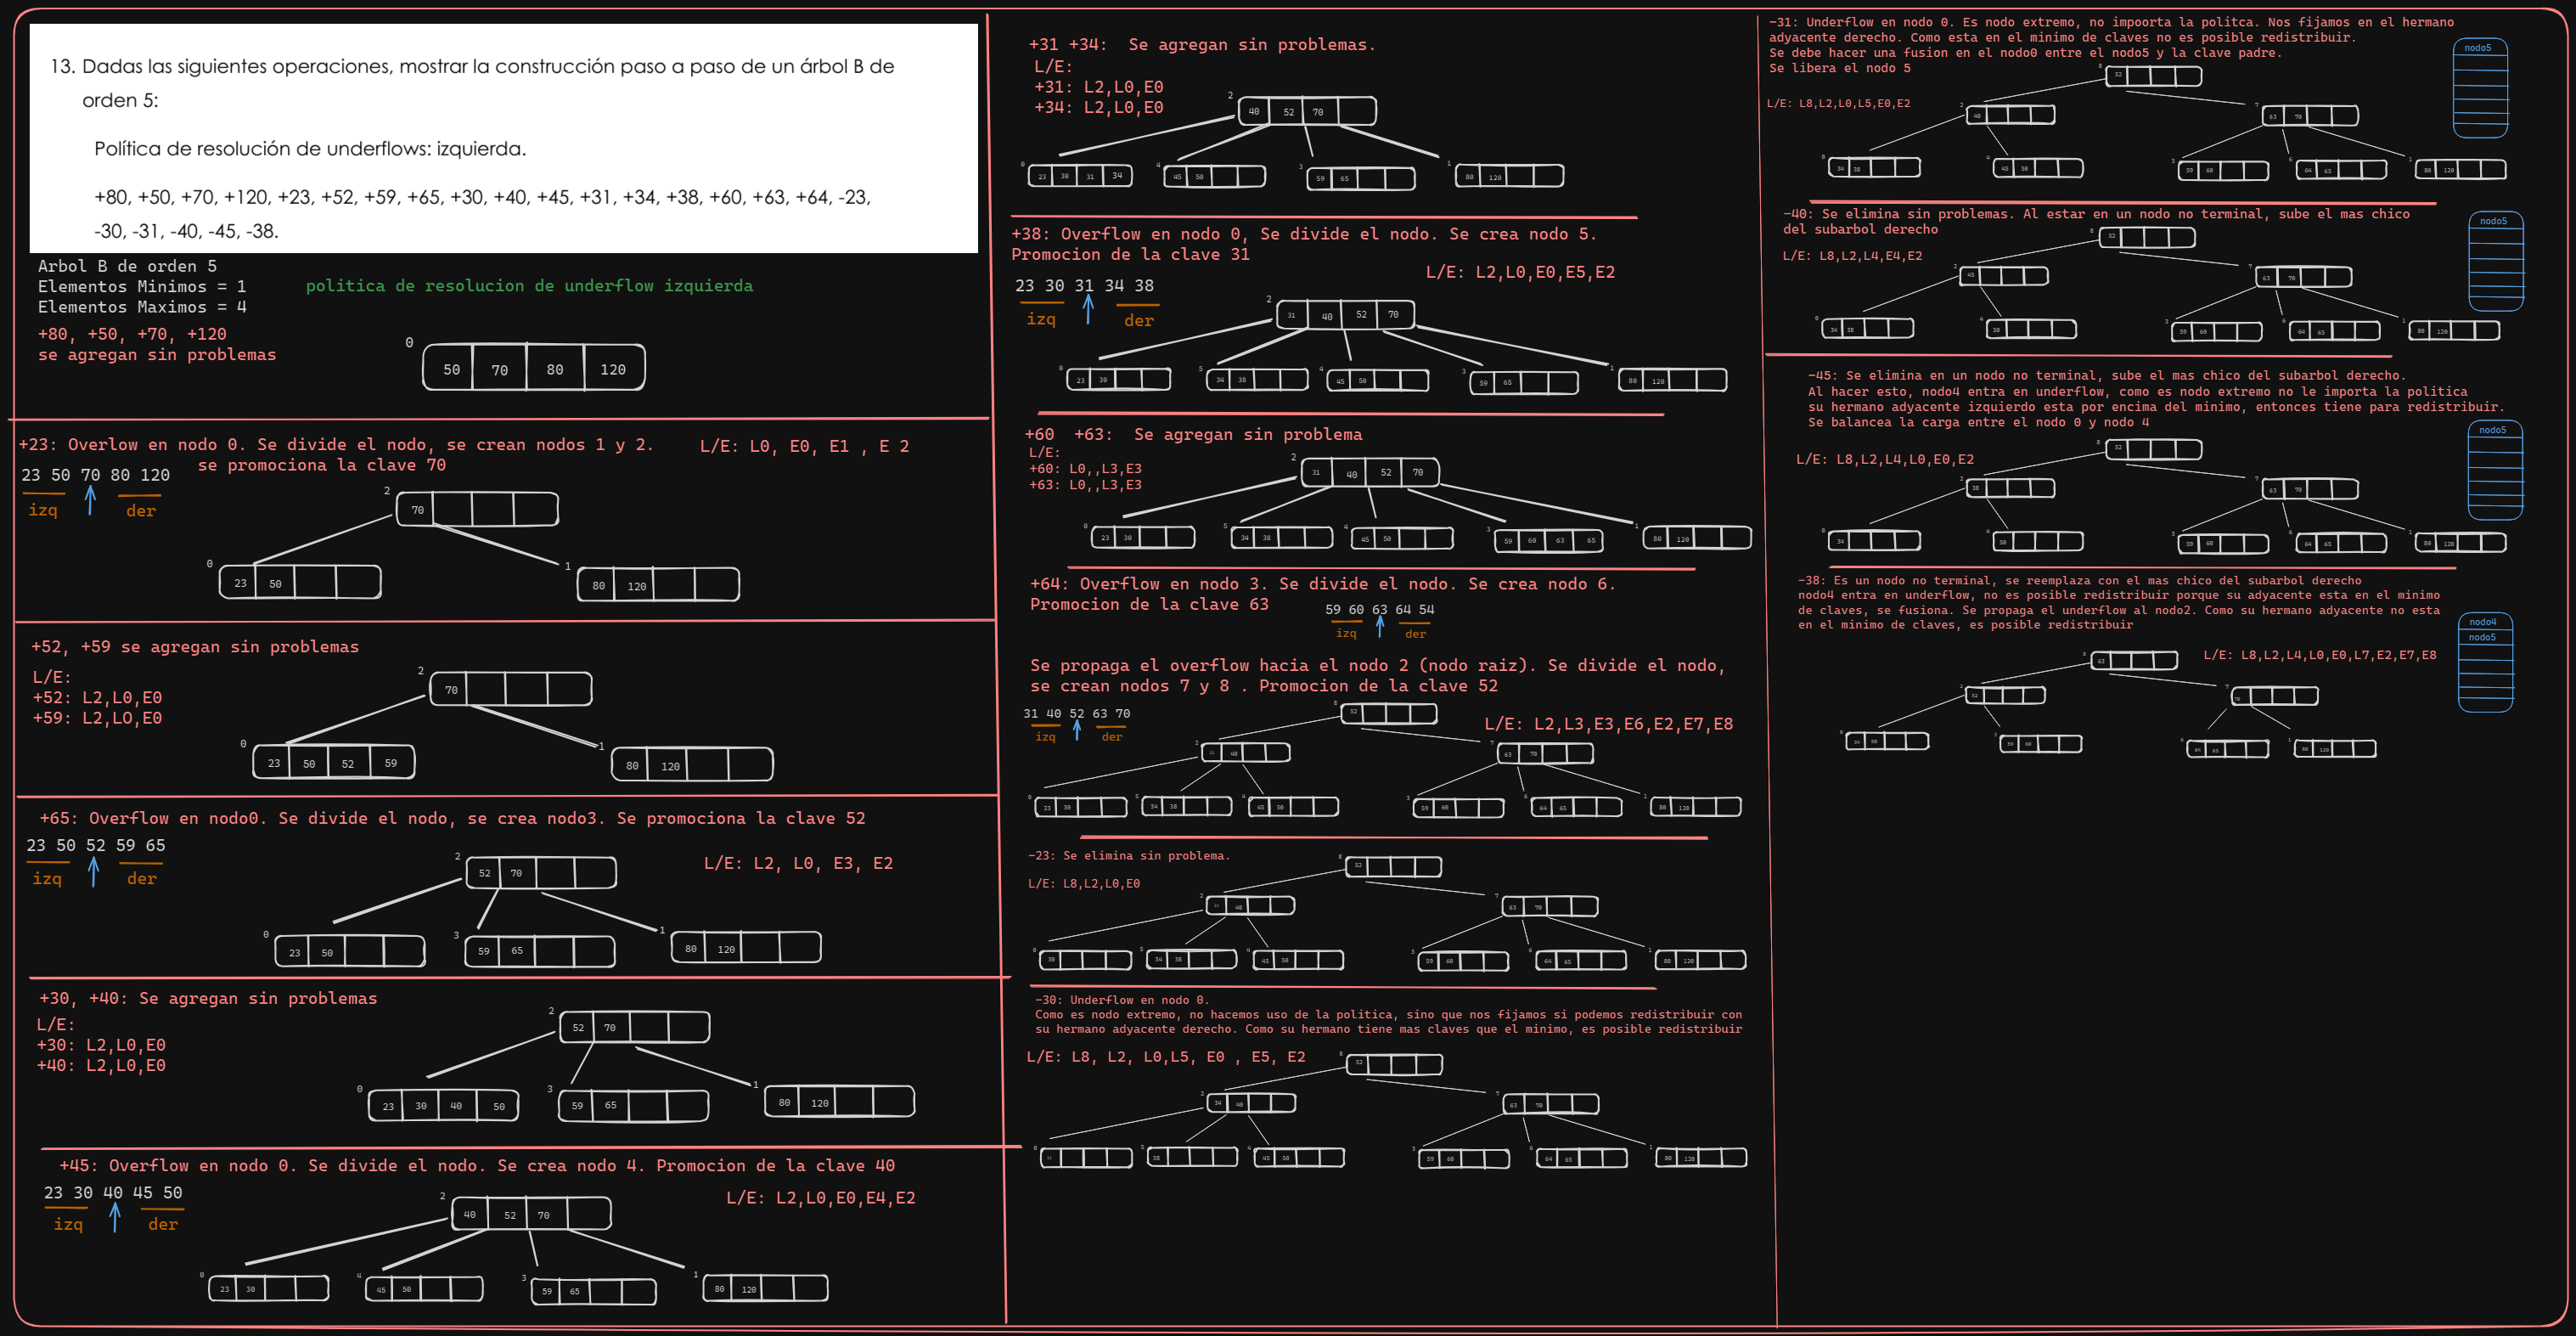 13. Dadas las siguientes operaciones, mostrar la construcción paso a paso de un árbol B de
orden 5:
Política de resolución de underflows: izquierda.
+80, +50, +70, +120, +23, +52, +59, +65, +30, +40, +45, +31, +34, +38, +60, +63, +64, -23,
-30, -31, -40, -45, -38.
Arbol B de orden 5
Elementos Minimos = 1
Elementos Maximos = 4
politica de resolucion de underflow izquierda
+80, +50, +70, +120
se agregan sin problemas
0
50 70 80 120
+23: Overlow en nodo 0. Se divide el nodo, se crean nodos 1 y 2.
se promociona la clave 70
L/E: L0, E0, E1 , E 2
23 50 70 80 120
izq der
2
70
0
23 50
1
80 120
+52, +59 se agregan sin problemas
L/E:
+52: L2,L0,E0
+59: L2,L0,E0
2
70
0
23 50 52 59
1
80 120
+65: Overflow en nodo0. Se divide el nodo, se crea nodo3. Se promociona la clave 52
23 50 52 59 65
izq der
L/E: L2, L0, E3, E2
2
52 70
0
23 50
3
59 65
1
80 120
+30, +40: Se agregan sin problemas
L/E:
+30: L2,L0,E0
+40: L2,L0,E0
2
52 70
0
23 30 40 50
3
59 65
1
80 120
+45: Overflow en nodo 0. Se divide el nodo. Se crea nodo 4. Promocion de la clave 40
23 30 40 45 50
izq der
L/E: L2,L0,E0,E4,E2
2
40 52 70
0
23 30
4
45 50
3
59 65
1
80 120
+31 +34: Se agregan sin problemas.
L/E:
+31: L2,L0,E0
+34: L2,L0,E0
2
40 52 70
0
23 30 31 34
4
45 50
3
59 65
1
80 120
+38: Overflow en nodo 0, Se divide el nodo. Se crea nodo 5.
Promocion de la clave 31
L/E: L2,L0,E0,E5,E2
23 30 31 34 38
izq der
2
31 40 52 70
0
23 30
5
34 38
4
45 50
3
59 65
1
80 120
+60 +63: Se agregan sin problema
L/E:
+60: L0,,L3,E3
+63: L0,,L3,E3
2
31 40 52 70
0
23 30
5
34 38
4
45 50
3
59 60 63 65
1
80 120
+64: Overflow en nodo 3. Se divide el nodo. Se crea nodo 6.
Promocion de la clave 63
59 60 63 64 54
izq der
Se propaga el overflow hacia el nodo 2 (nodo raiz). Se divide el nodo,
se crean nodos 7 y 8 . Promocion de la clave 52
31 40 52 63 70
izq der
L/E: L2,L3,E3,E6,E2,E7,E8
8
52
2
31 40
7
63 70
0
23 30
5
34 38
4
45 50
3
59 60
6
64 65
1
80 120
-23: Se elimina sin problema.
L/E: L8,L2,L0,E0
8
52
2
31 40
7
63 70
0
30
5
34 38
4
45 50
3
59 60
6
64 65
1
80 120
-30: Underflow en nodo 0.
Como es nodo extremo, no hacemos uso de la politica, sino que nos fijamos si podemos redistribuir con
su hermano adyacente derecho. Como su hermano tiene mas claves que el minimo, es posible redistribuir
L/E: L8, L2, L0,L5, E0 , E5, E2
8
52
2
34 40
7
63 70
0
31
5
38
4
45 50
3
59 60
6
64 65
1
80 120
-31: Underflow en nodo 0. Es nodo extremo, no impoorta la politca. Nos fijamos en el hermano
adyacente derecho. Como esta en el minimo de claves no es posible redistribuir.
Se debe hacer una fusion en el nodo0 entre el nodo5 y la clave padre.
Se libera el nodo 5
nodo5
L/E: L8,L2,L0,L5,E0,E2
8
52
2
40
7
63 70
0
34 38
4
45 50
3
59 60
6
64 65
1
80 120
-40: Se elimina sin problemas. Al estar en un nodo no terminal, sube el mas chico
del subarbol derecho
nodo5
L/E: L8,L2,L4,E4,E2
8
52
2
45
7
63 70
0
34 38
4
50
3
59 60
6
64 65
1
80 120
-45: Se elimina en un nodo no terminal, sube el mas chico del subarbol derecho.
Al hacer esto, nodo4 entra en underflow, como es nodo extremo no le importa la politica
su hermano adyacente izquierdo esta por encima del minimo, entonces tiene para redistribuir.
Se balancea la carga entre el nodo 0 y nodo 4
nodo5
L/E: L8,L2,L4,L0,E0,E2
8
52
2
38
7
63 70
0
34
4
50
3
59 60
6
64 65
1
80 120
-38: Es un nodo no terminal, se reemplaza con el mas chico del subarbol derecho
nodo4 entra en underflow, no es posible redistribuir porque su adyacente esta en el minimo
de claves, se fusiona. Se propaga el underflow al nodo2. Como su hermano adyacente no esta
en el minimo de claves, es posible redistribuir
nodo4
nodo5
L/E: L8,L2,L4,L0,E0,L7,E2,E7,E8
8
63
2
52
7
70
0
34 50
3
59 60
6
64 65
1
80 120